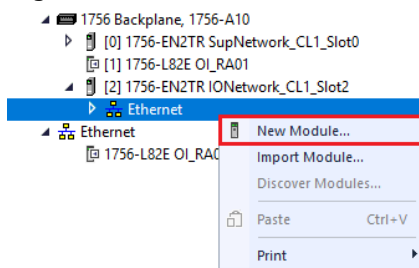 1756 Backplane, 1756-A10
[0] 1756-EN2TR SupNetwork_CL1_Slot0
[1] 1756-L82E OI_RA01
[2] 1756-EN2TR IONetwork_CL1_Slot2
Ethernet
Ethernet
1756-L82E OI_RA0
New Module...
Import Module...
Discover Modules...
Paste Ctrl+V
Print